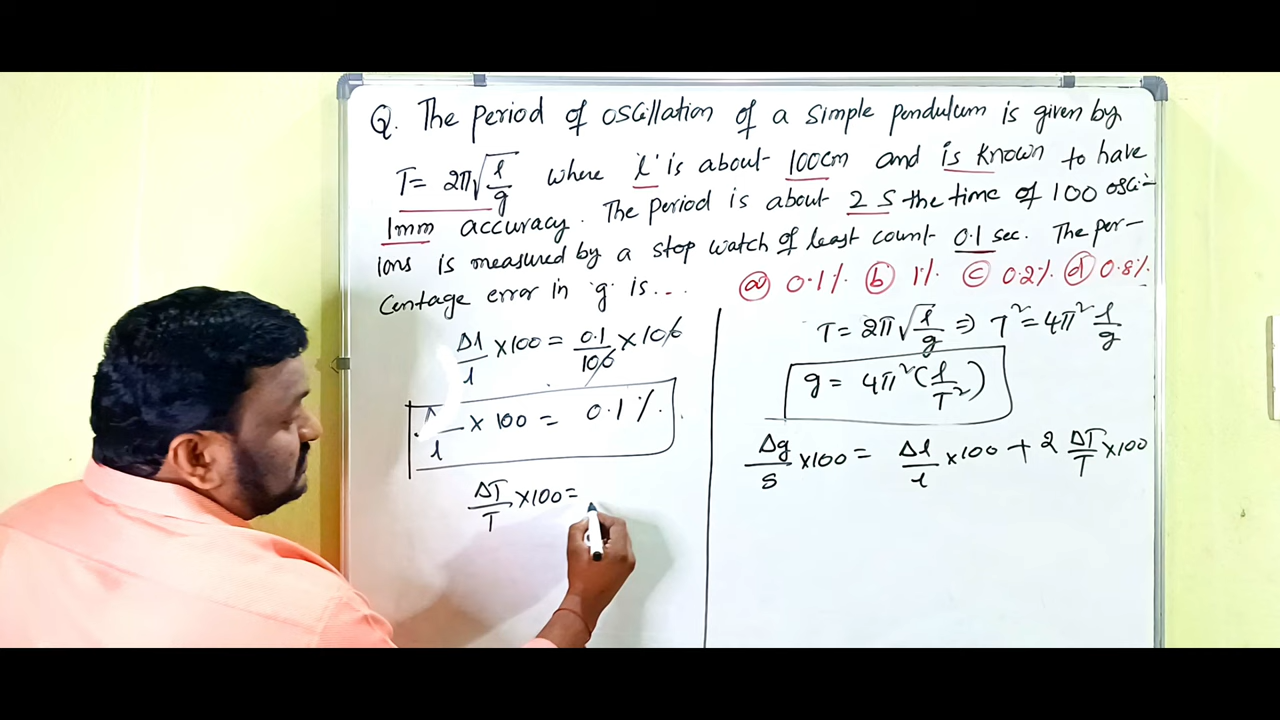 Q. The period of oscillation of a simple pendulum is given by
T= 2π√(l/g) where 'l' is about 100cm and is known to have
1mm accuracy. The period is about 2 s the time of 100 osci-
ions is measured by a stop watch of least count 0.1 sec. The per-
centage error in 'g' is....
ⓐ 0.1% ⓑ 1% ⓒ 0.2% ⓓ 0.8%.
Δl/l ×100 = 0.1/100 ×100
/l × 100 = 0.1%.
ΔT/T ×100=
T = 2π√(l/g) ⇒ T² = 4π² l/g
g = 4π² (l/T²)
Δg/s ×100 = Δl/l ×100 + 2 ΔT/T ×100